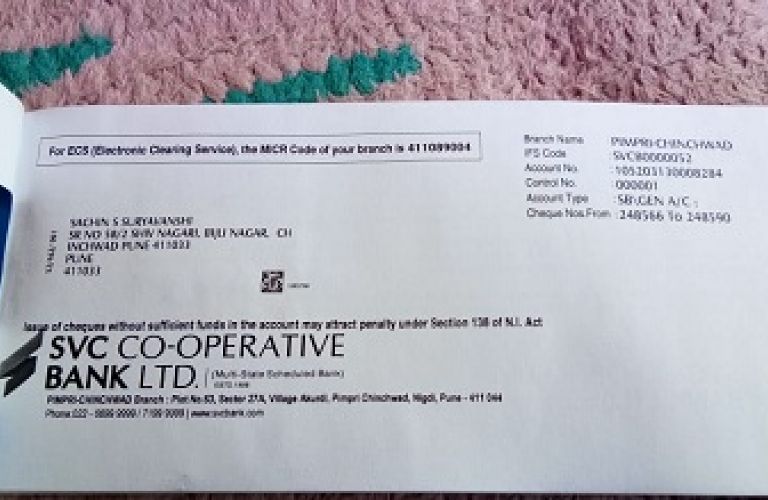 For ECS (Electronic Clearing Service), the MICR Code of your branch is 411089004
Branch Name : PIMPRI-CHINCHWAD
IFS Code : SVCB0000052
Account No. : 105203130008284
Control No. : 000001
Account Type : SB\GEN A/C :
Cheque Nos.From : 248566 To 248590
SACHIN S SURYAVANSHI
SR NO 58/2 SHIV NAGARI, BIJLI NAGAR, CH
INCHWAD PUNE 411033
PUNE
411033
Issue of cheques without sufficient funds in the account may attract penalty under Section 138 of N.I. Act
SVC CO-OPERATIVE
BANK LTD. (Multi-State Scheduled Bank)
PIMPRI-CHINCHWAD Branch : Plot No.53, Sector 27A, Village Akurdi, Pimpri Chinchwad, Nigdi, Pune - 411 044
Phone:022 - 6699 9999 / 7199 9999 | www.svcbank.com